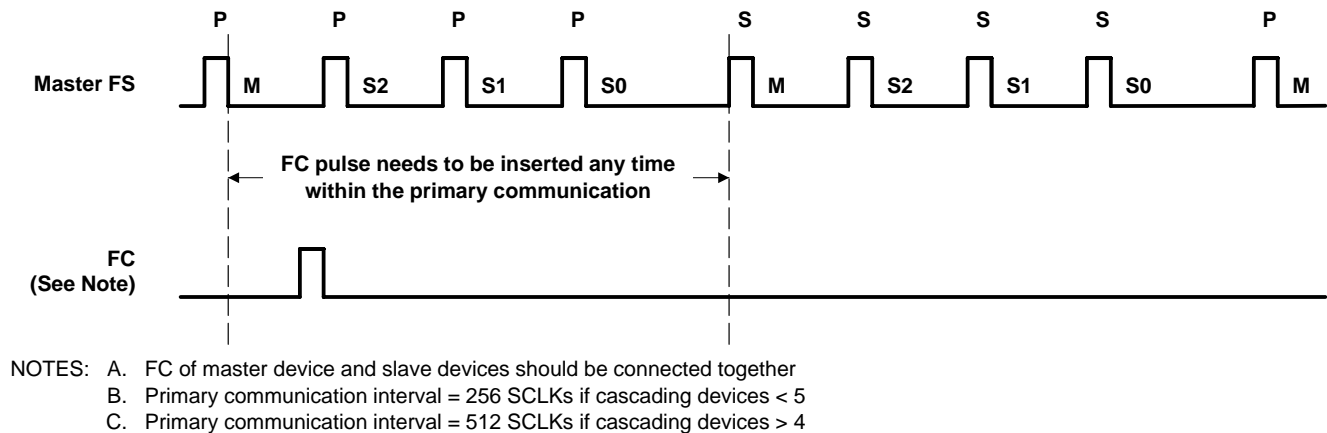 P P P P S S S S P
Master FS
M S2 S1 S0 M S2 S1 S0 M
FC pulse needs to be inserted any time
within the primary communication
FC
(See Note)
NOTES: A. FC of master device and slave devices should be connected together
B. Primary communication interval = 256 SCLKs if cascading devices < 5
C. Primary communication interval = 512 SCLKs if cascading devices > 4